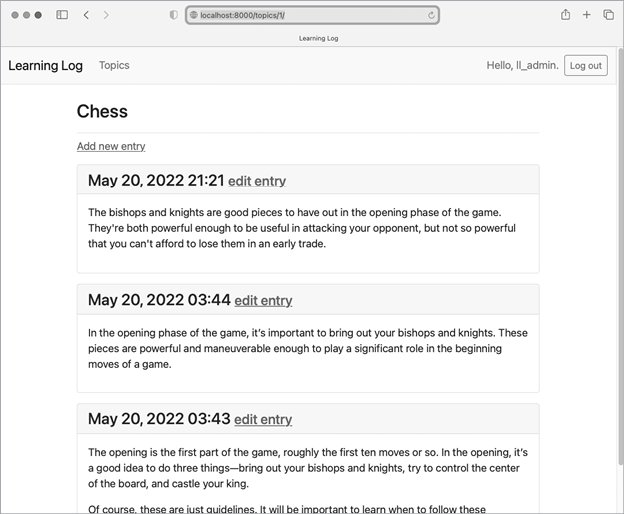 localhost:8000/topics/1/
Learning Log
Learning Log
Topics
Hello, ll_admin.
Log out
Chess
Add new entry
May 20, 2022 21:21 edit entry
The bishops and knights are good pieces to have out in the opening phase of the game.
They're both powerful enough to be useful in attacking your opponent, but not so powerful
that you can't afford to lose them in an early trade.
May 20, 2022 03:44 edit entry
In the opening phase of the game, it’s important to bring out your bishops and knights. These
pieces are powerful and maneuverable enough to play a significant role in the beginning
moves of a game.
May 20, 2022 03:43 edit entry
The opening is the first part of the game, roughly the first ten moves or so. In the opening, it’s
a good idea to do three things—bring out your bishops and knights, try to control the center
of the board, and castle your king.
Of course, these are just guidelines. It will be important to learn when to follow these